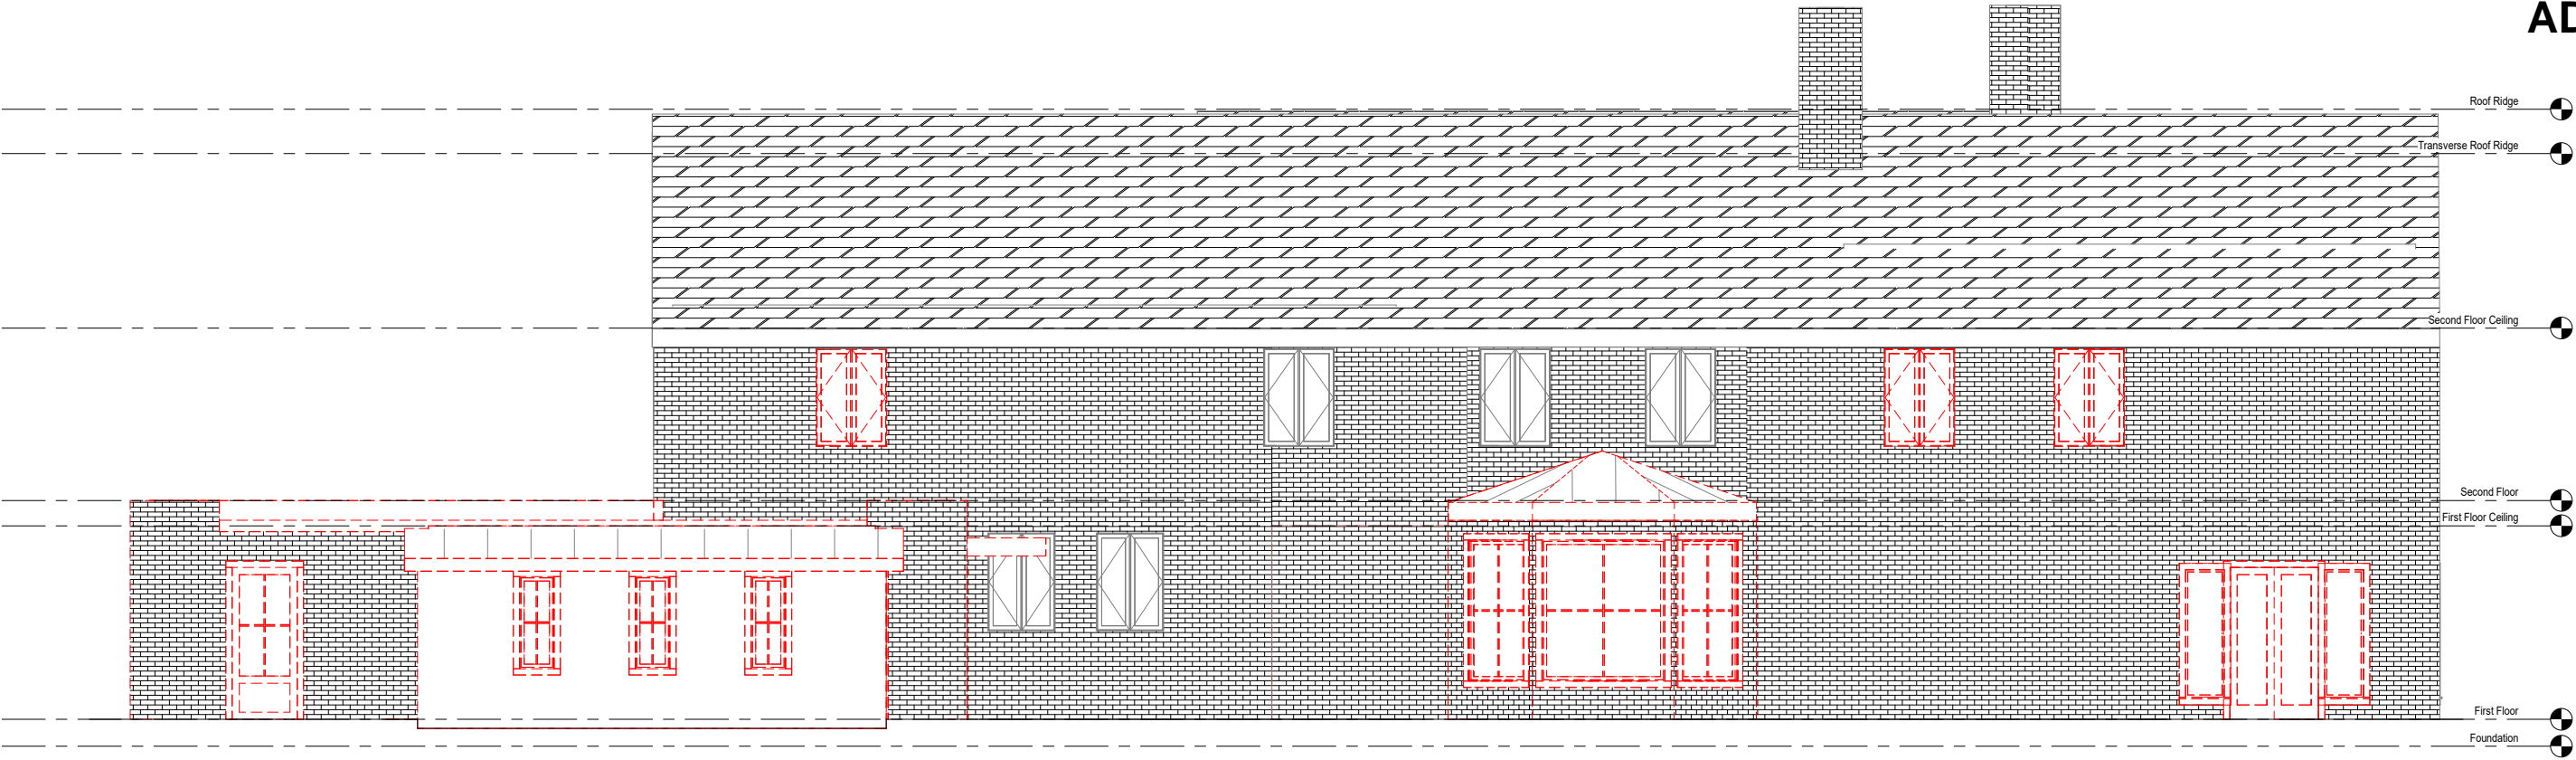 AD
Roof Ridge
Transverse Roof Ridge
Second Floor Ceiling
Second Floor
First Floor Ceiling
First Floor
Foundation